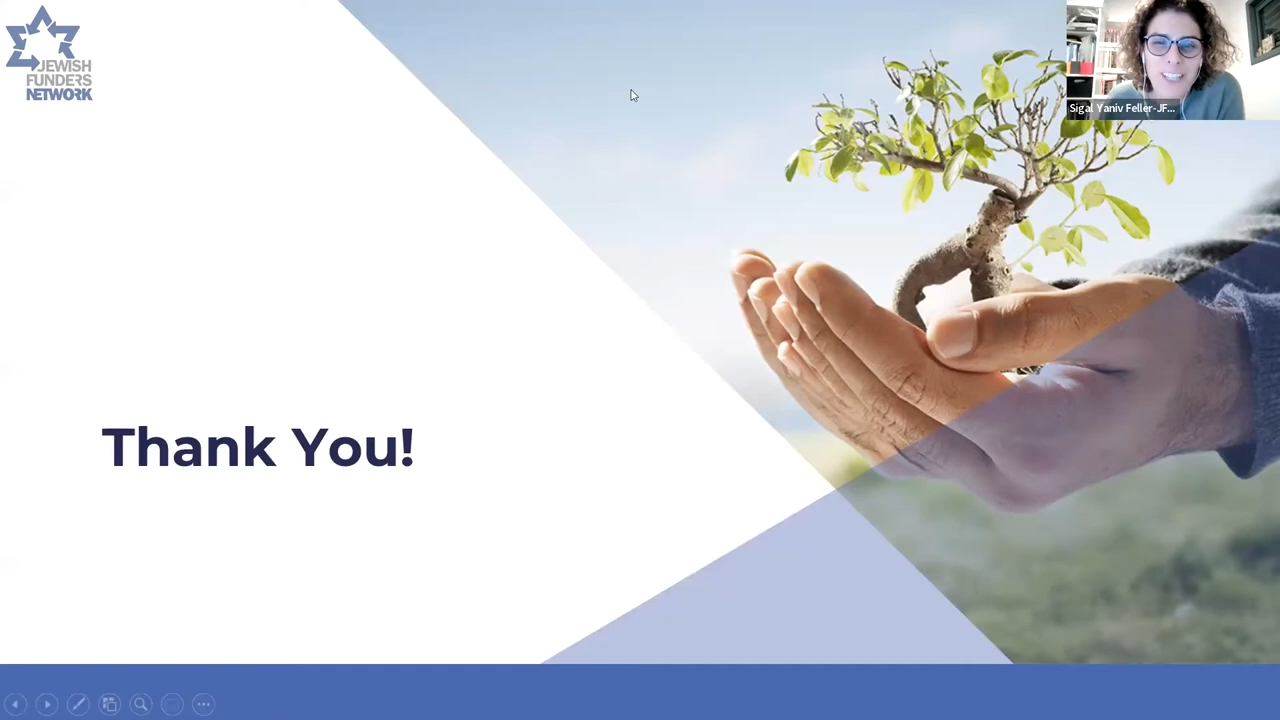 JEWISH
FUNDERS
NETWORK
Sigal Yaniv Feller-JF...
Thank You!